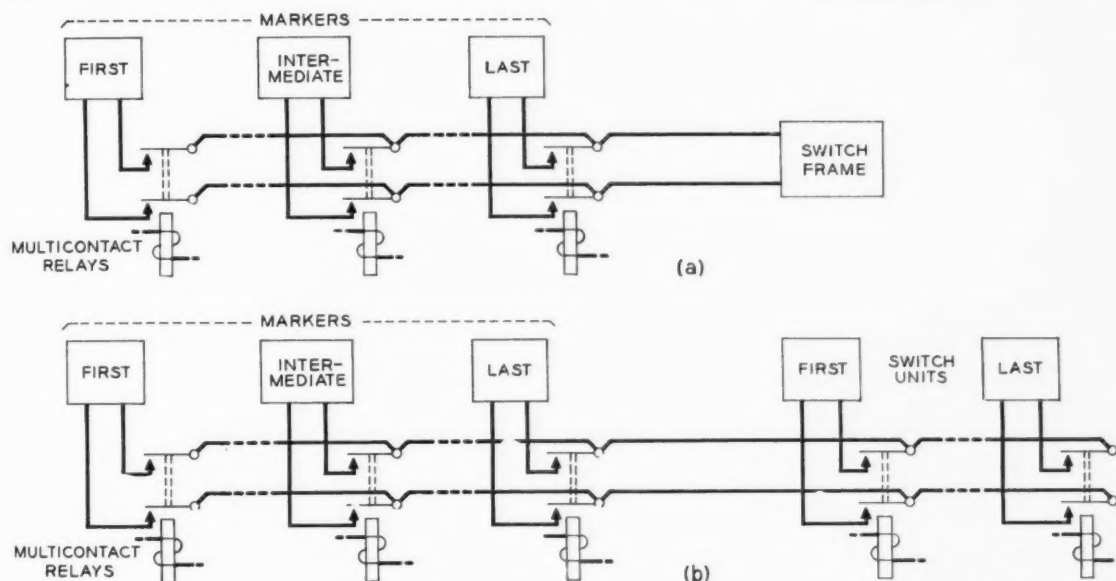 MARKERS
FIRST
INTER-
MEDIATE
LAST
SWITCH
FRAME
MULTICONTACT
RELAYS
(a)
MARKERS
FIRST
INTER-
MEDIATE
LAST
FIRST
SWITCH
UNITS
LAST
MULTICONTACT
RELAYS
(b)